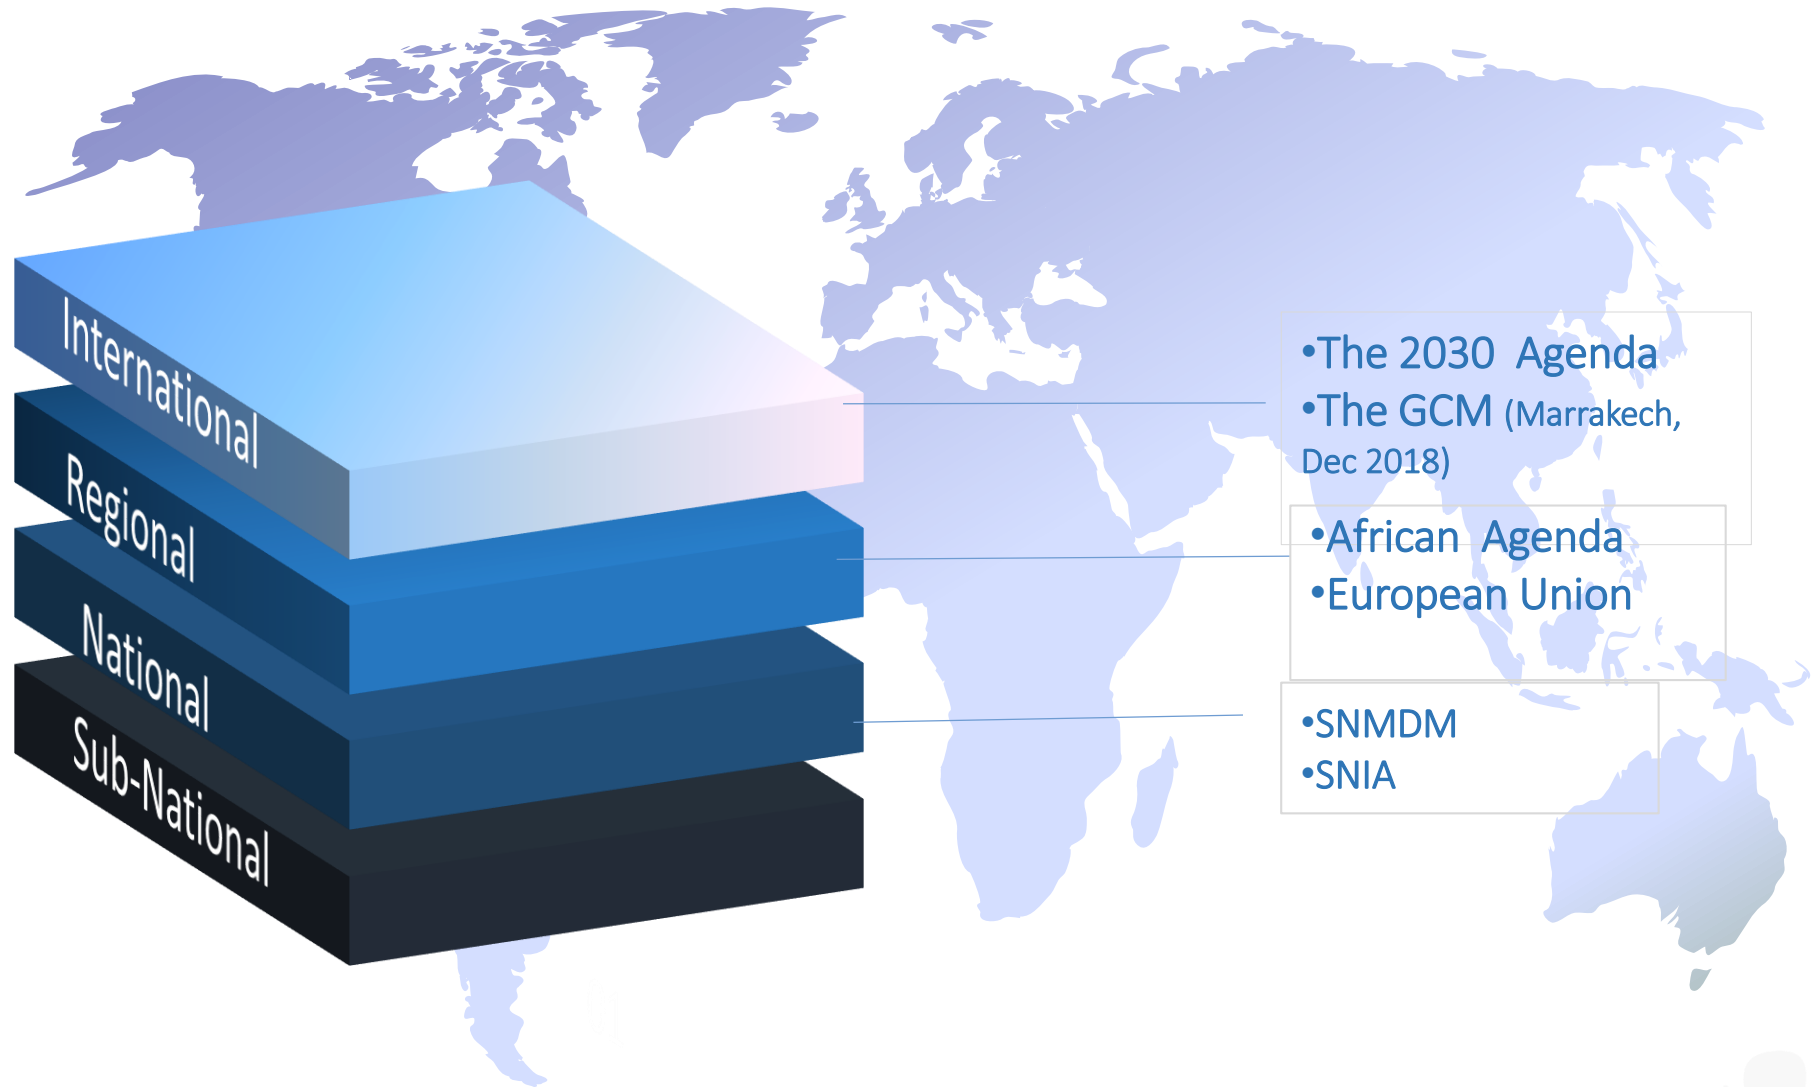 International
Regional
National
Sub-National
•The 2030 Agenda
•The GCM (Marrakech,
Dec 2018)
•African Agenda
•European Union
•SNMDM
•SNIA